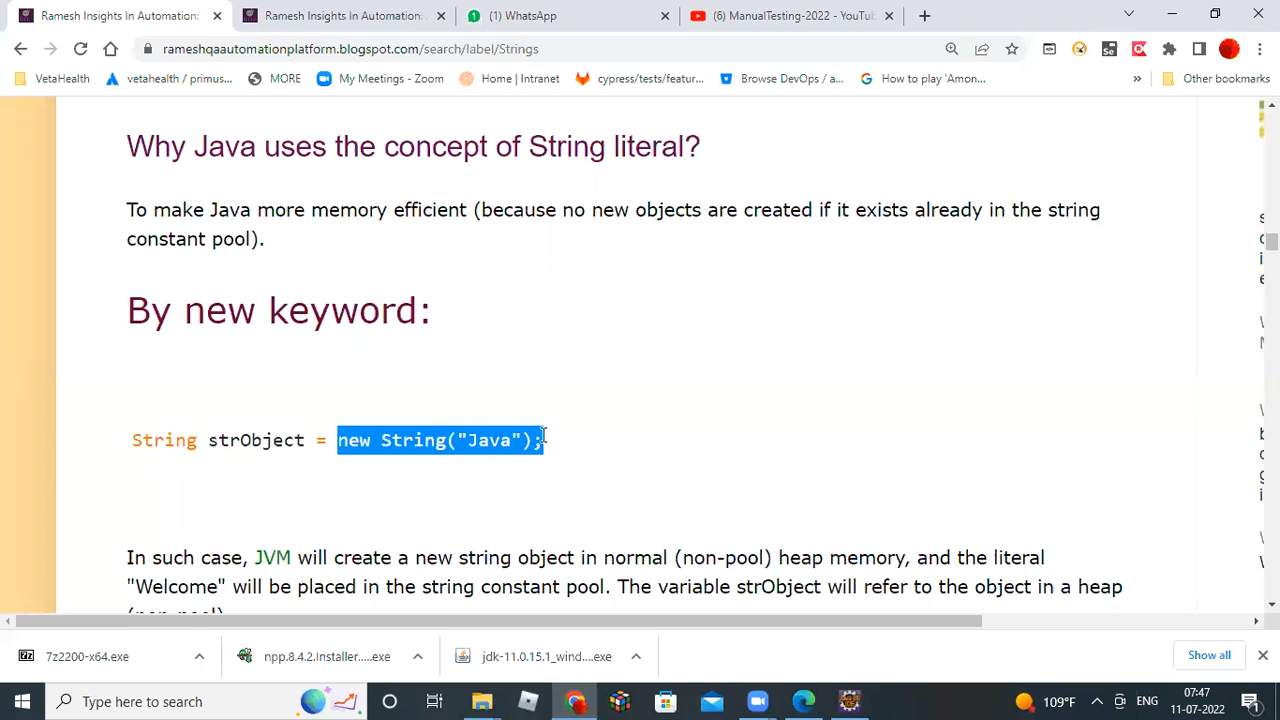 Ramesh Insights In Automation:
Ramesh Insights In Automation:
(1) WhatsApp
(6) ManualTesting-2022 - YouTu
rameshqaautomationplatform.blogspot.com/search/label/Strings
VetaHealth
vetahealth / primus...
MORE
My Meetings - Zoom
Home | Intranet
cypress/tests/featur...
Browse DevOps / a...
How to play 'Amon...
»
Other bookmarks
Why Java uses the concept of String literal?
To make Java more memory efficient (because no new objects are created if it exists already in the string
constant pool).
By new keyword:
String strObject = new String("Java");
In such case, JVM will create a new string object in normal (non-pool) heap memory, and the literal
"Welcome" will be placed in the string constant pool. The variable strObject will refer to the object in a heap
(non-pool)
7z2200-x64.exe
npp.8.4.2.Installer.....exe
jdk-11.0.15.1_wind....exe
Show all
Type here to search
109°F
ENG
07:47
11-07-2022
1